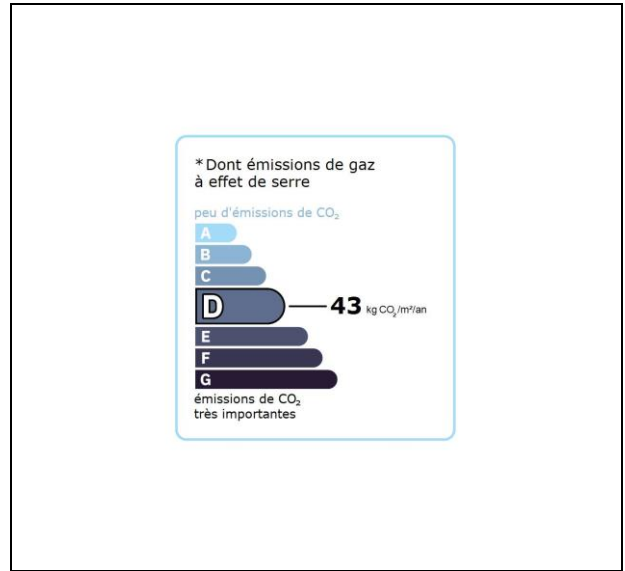 *Dont émissions de gaz
à effet de serre
peu d'émissions de CO₂
A
B
C
D 43 kg CO₂/m²/an
E
F
G
émissions de CO₂
très importantes